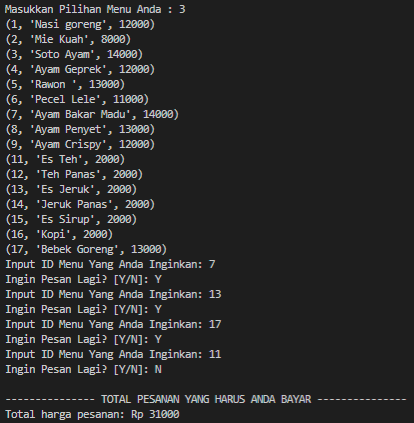 Masukkan Pilihan Menu Anda : 3
(1, 'Nasi goreng', 12000)
(2, 'Mie Kuah', 8000)
(3, 'Soto Ayam', 14000)
(4, 'Ayam Geprek', 12000)
(5, 'Rawon ', 13000)
(6, 'Pecel Lele', 11000)
(7, 'Ayam Bakar Madu', 14000)
(8, 'Ayam Penyet', 13000)
(9, 'Ayam Crispy', 12000)
(11, 'Es Teh', 2000)
(12, 'Teh Panas', 2000)
(13, 'Es Jeruk', 2000)
(14, 'Jeruk Panas', 2000)
(15, 'Es Sirup', 2000)
(16, 'Kopi', 2000)
(17, 'Bebek Goreng', 13000)
Input ID Menu Yang Anda Inginkan: 7
Ingin Pesan Lagi? [Y/N]: Y
Input ID Menu Yang Anda Inginkan: 13
Ingin Pesan Lagi? [Y/N]: Y
Input ID Menu Yang Anda Inginkan: 17
Ingin Pesan Lagi? [Y/N]: Y
Input ID Menu Yang Anda Inginkan: 11
Ingin Pesan Lagi? [Y/N]: N
--------------- TOTAL PESANAN YANG HARUS ANDA BAYAR ---------------
Total harga pesanan: Rp 31000